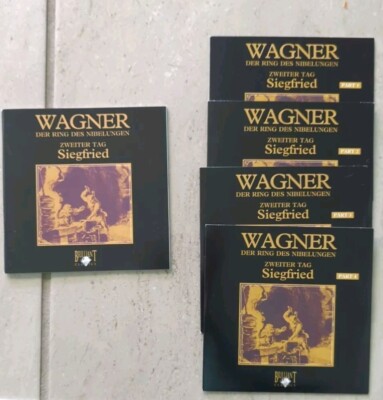 WAGNER
DER RING DES NIBELUNGEN
ZWEITER TAG
Siegfried
BRILLIANT
WAGNER
DER RING DES NIBELUNGEN
ZWEITER TAG
Siegfried
PART 1
WAGNER
DER RING DES NIBELUNGEN
ZWEITER TAG
Siegfried
PART 2
WAGNER
DER RING DES NIBELUNGEN
ZWEITER TAG
Siegfried
PART 3
WAGNER
DER RING DES NIBELUNGEN
ZWEITER TAG
Siegfried
PART 4
BRILLIANT